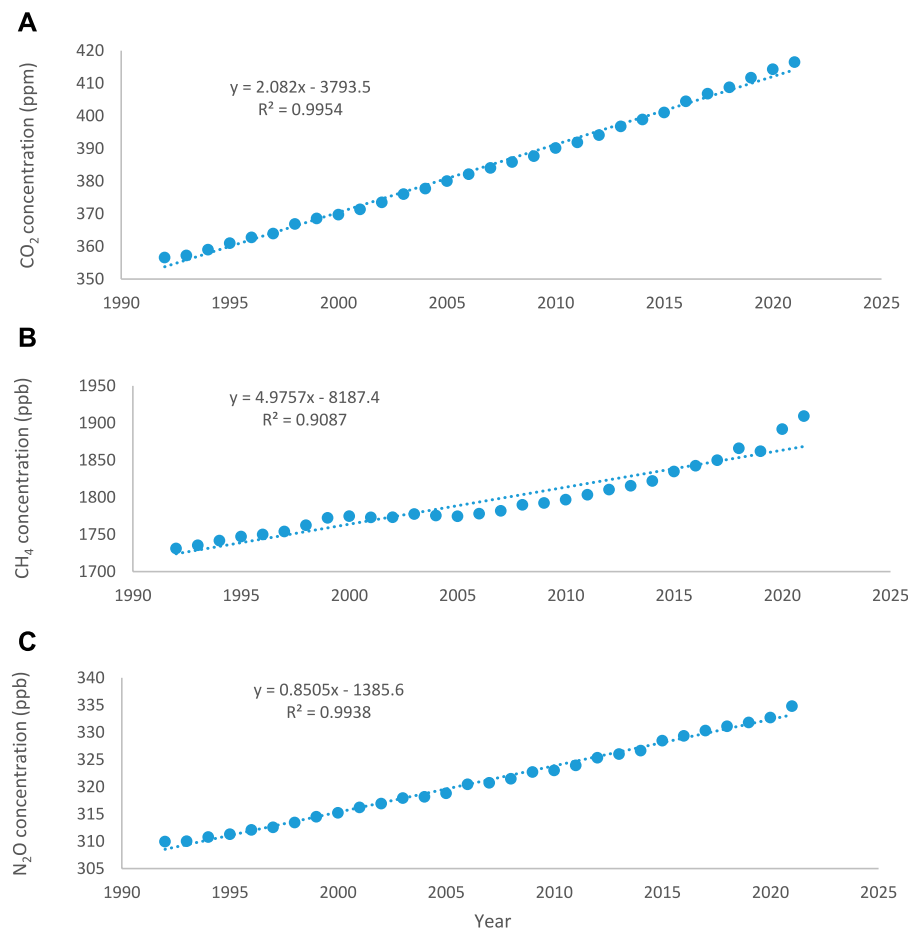 A
CO₂ concentration (ppm)
420
410
400
390
380
370
360
350
y = 2.082x - 3793.5
R² = 0.9954
1990 1995 2000 2005 2010 2015 2020 2025
B
CH₄ concentration (ppb)
1950
1900
1850
1800
1750
1700
y = 4.9757x - 8187.4
R² = 0.9087
1990 1995 2000 2005 2010 2015 2020 2025
C
N₂O concentration (ppb)
340
335
330
325
320
315
310
305
y = 0.8505x - 1385.6
R² = 0.9938
1990 1995 2000 2005 2010 2015 2020 2025
Year